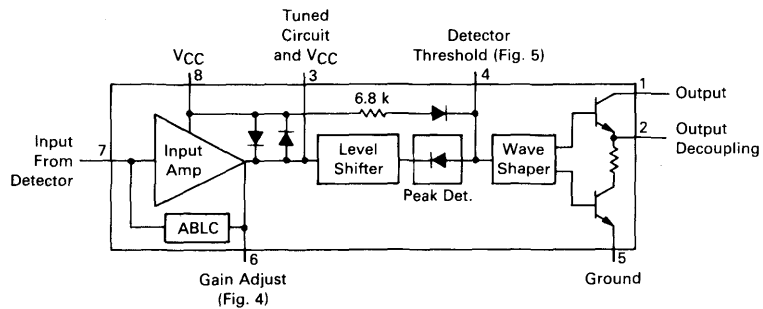 Tuned
Circuit
and VCC
3
VCC
8
Detector
Threshold (Fig. 5)
4
6.8 k
1
Output
2
Output
Decoupling
Input
From
Detector
7
Input
Amp
Level
Shifter
Peak Det.
Wave
Shaper
ABLC
6
Gain Adjust
(Fig. 4)
5
Ground